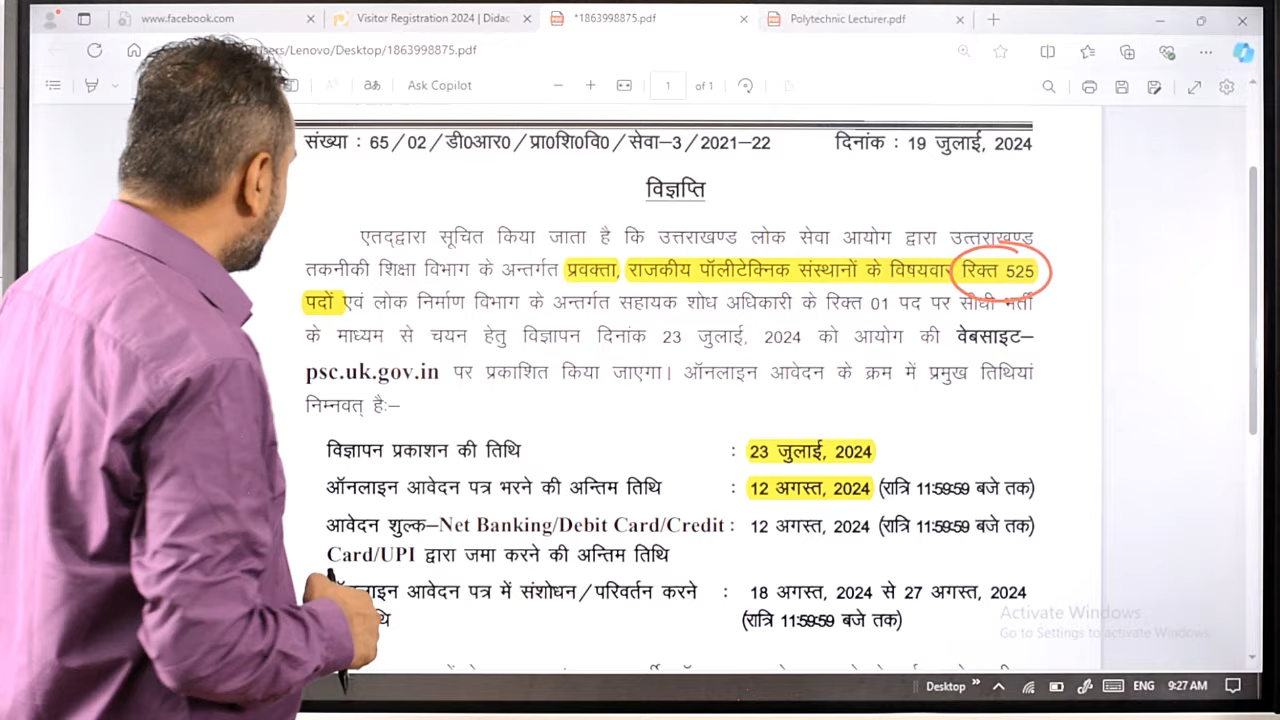 www.facebook.com
Visitor Registration 2024 | Didac
*1863998875.pdf
Polytechnic Lecturer.pdf
sers/Lenovo/Desktop/1863998875.pdf
Ask Copilot
1 of 1
संख्या : 65/02/डी0आर0/प्रा0शि0वि0/सेवा-3/2021-22 दिनांक : 19 जुलाई, 2024
विज्ञप्ति
एतद्द्वारा सूचित किया जाता है कि उत्तराखण्ड लोक सेवा आयोग द्वारा उत्तराखण्ड
तकनीकी शिक्षा विभाग के अन्तर्गत प्रवक्ता, राजकीय पॉलीटेक्निक संस्थानों के विषयवार रिक्त 525
पदों एवं लोक निर्माण विभाग के अन्तर्गत सहायक शोध अधिकारी के रिक्त 01 पद पर सीधी भर्ती
के माध्यम से चयन हेतु विज्ञापन दिनांक 23 जुलाई, 2024 को आयोग की वेबसाइट-
psc.uk.gov.in पर प्रकाशित किया जाएगा। ऑनलाइन आवेदन के क्रम में प्रमुख तिथियां
निम्नवत् है:-
विज्ञापन प्रकाशन की तिथि : 23 जुलाई, 2024
ऑनलाइन आवेदन पत्र भरने की अन्तिम तिथि : 12 अगस्त, 2024 (रात्रि 11:59:59 बजे तक)
आवेदन शुल्क-Net Banking/Debit Card/Credit : 12 अगस्त, 2024 (रात्रि 11:59:59 बजे तक)
Card/UPI द्वारा जमा करने की अन्तिम तिथि
ऑनलाइन आवेदन पत्र में संशोधन/परिवर्तन करने : 18 अगस्त, 2024 से 27 अगस्त, 2024
(रात्रि 11:59:59 बजे तक)
Activate Windows
Go to Settings to activate Windows.
Desktop
ENG
9:27 AM